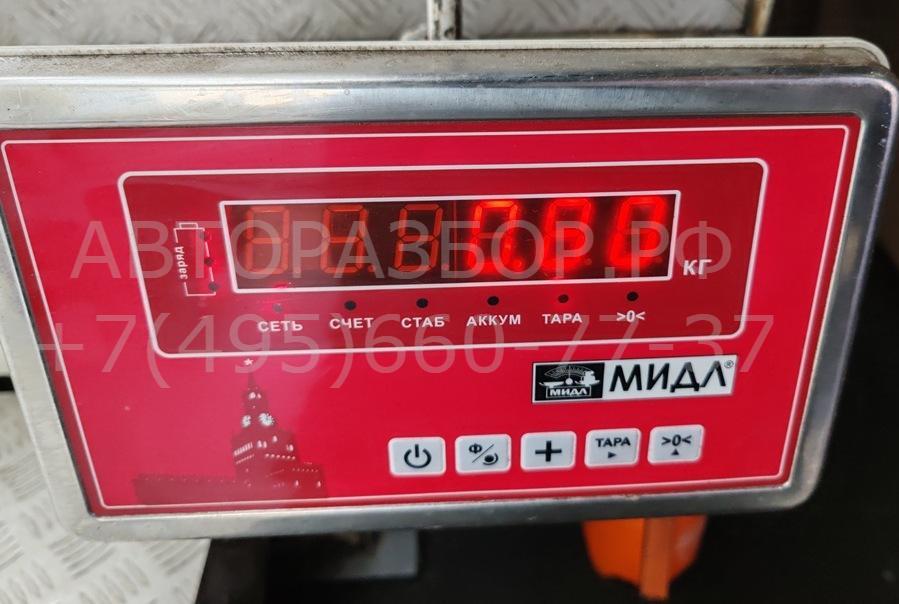 АВТОРАЗБОР.РФ
+7(495)660-77-37
заряд
КГ
СЕТЬ СЧЕТ СТАБ АККУМ ТАРА >0<
МИДЛ МИДЛ®
Ф/ + ТАРА >0<